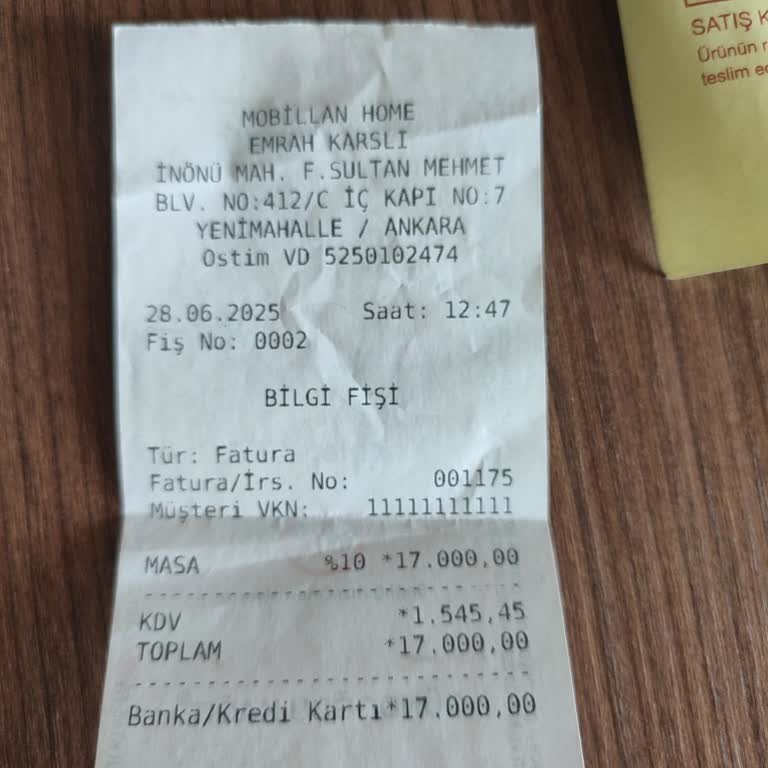 MOBİLLAN HOME
EMRAH KARSLI
İNÖNÜ MAH. F.SULTAN MEHMET
BLV. NO:412/C İÇ KAPI NO:7
YENİMAHALLE / ANKARA
Ostim VD 5250102474
28.06.2025 Saat: 12:47
Fiş No: 0002
BİLGİ FİŞİ
Tür: Fatura
Fatura/İrs. No: 001175
Müşteri VKN: 11111111111
MASA %10 *17.000,00
KDV *1.545,45
TOPLAM *17.000,00
Banka/Kredi Kartı*17.000,00
SATIŞ
Ürünün
teslim